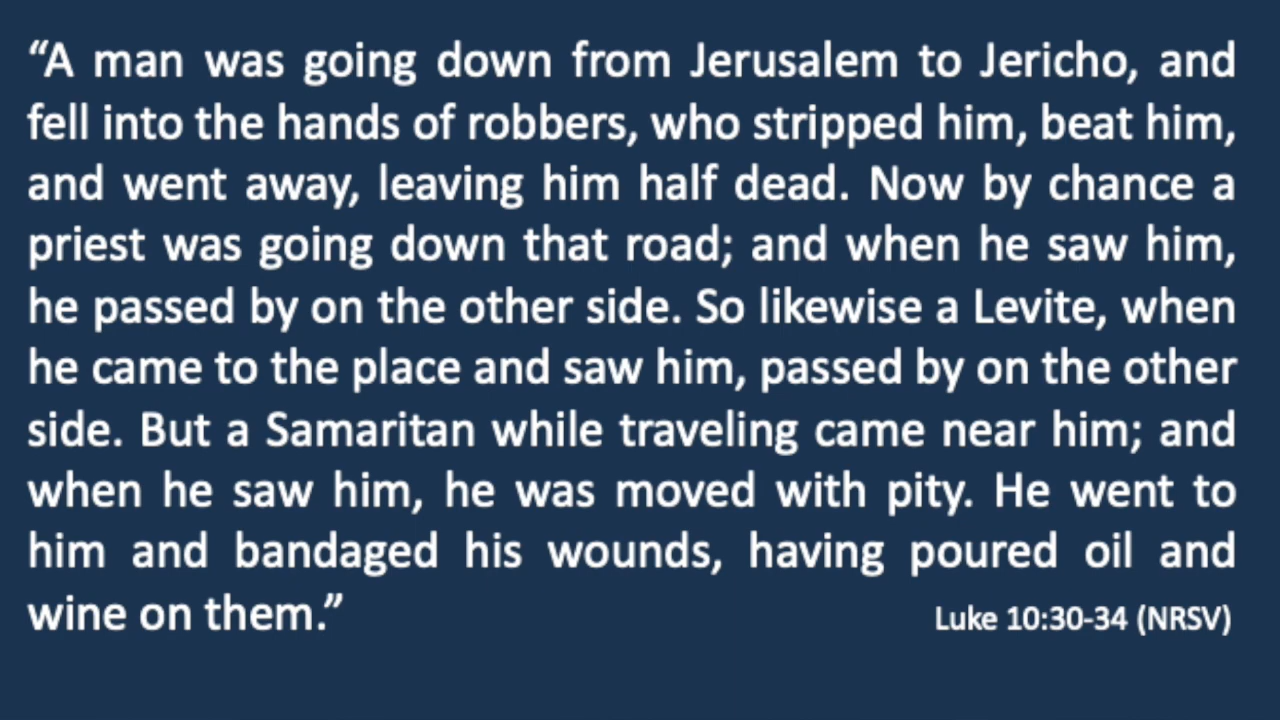 “A man was going down from Jerusalem to Jericho, and
fell into the hands of robbers, who stripped him, beat him,
and went away, leaving him half dead. Now by chance a
priest was going down that road; and when he saw him,
he passed by on the other side. So likewise a Levite, when
he came to the place and saw him, passed by on the other
side. But a Samaritan while traveling came near him; and
when he saw him, he was moved with pity. He went to
him and bandaged his wounds, having poured oil and
wine on them.” Luke 10:30-34 (NRSV)